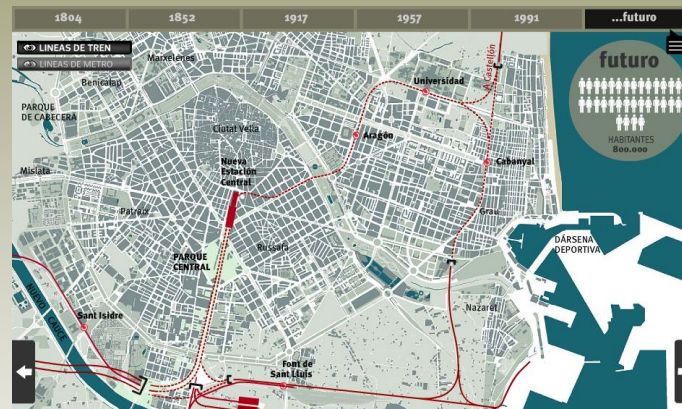 1804
1852
1917
1957
1991
...futuro
LINEAS DE TREN
LINEAS DE METRO
Marxelenes
Benicalap
PARQUE
DE CABECERA
Mislata
Ciutat Vella
Nueva
Estación
Central
Patraix
PARQUE
CENTRAL
Russafa
Universidad
A Castellón
Aragón
Cabanyal
Grau
DÁRSENA
DEPORTIVA
Nazaret
NUEVO CAUCE
Sant Isidre
Font de
Sant Lluís
futuro
HABITANTES
800.000